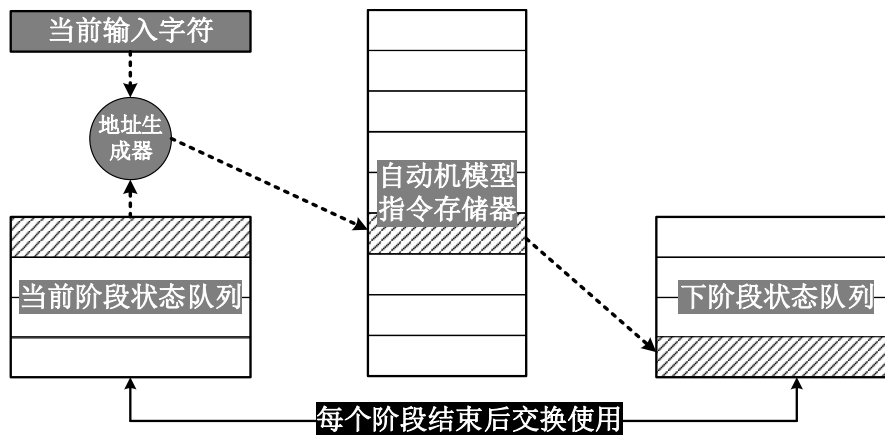 当前输入字符
地址生
成器
自动机模型
指令存储器
当前阶段状态队列
下阶段状态队列
每个阶段结束后交换使用